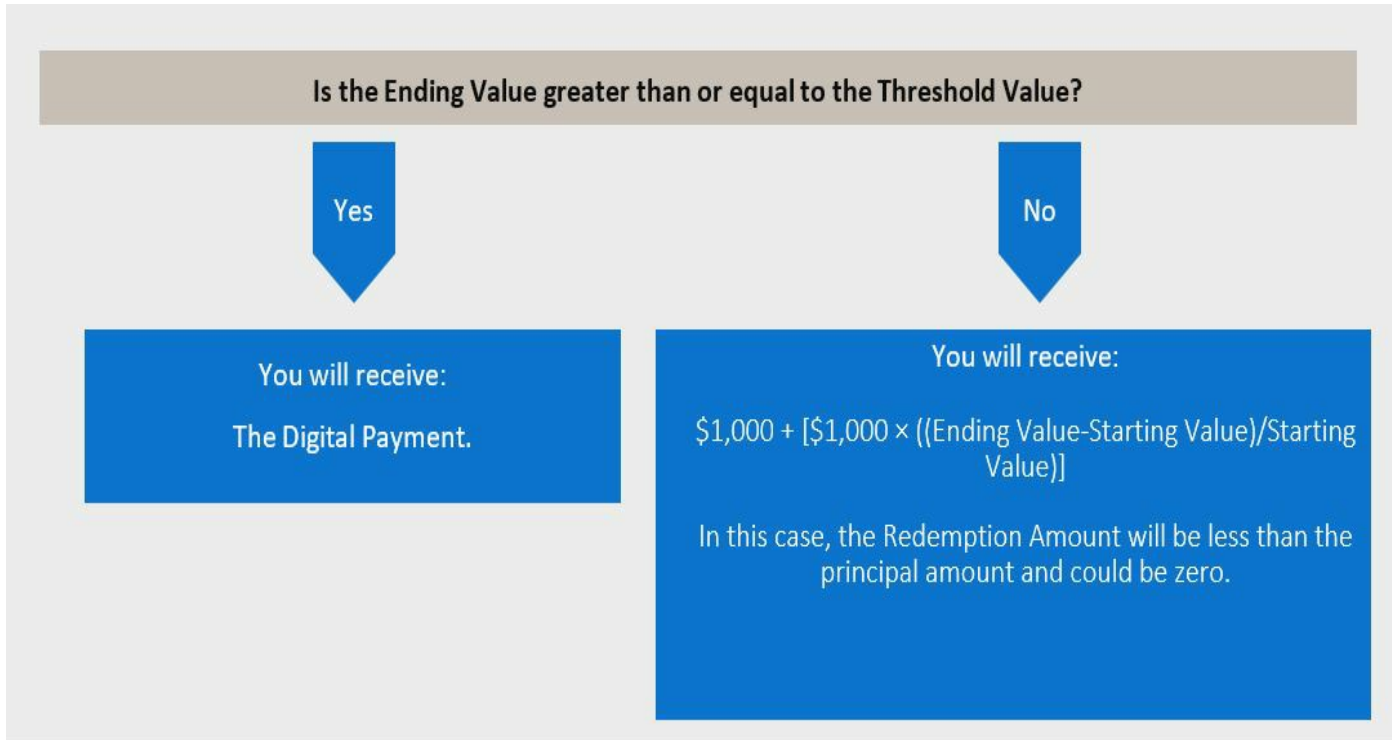 Is the Ending Value greater than or equal to the Threshold Value?
Yes
No
You will receive:
The Digital Payment.
You will receive:
$1,000 + [$1,000 × ((Ending Value-Starting Value)/Starting
Value)]
In this case, the Redemption Amount will be less than the
principal amount and could be zero.